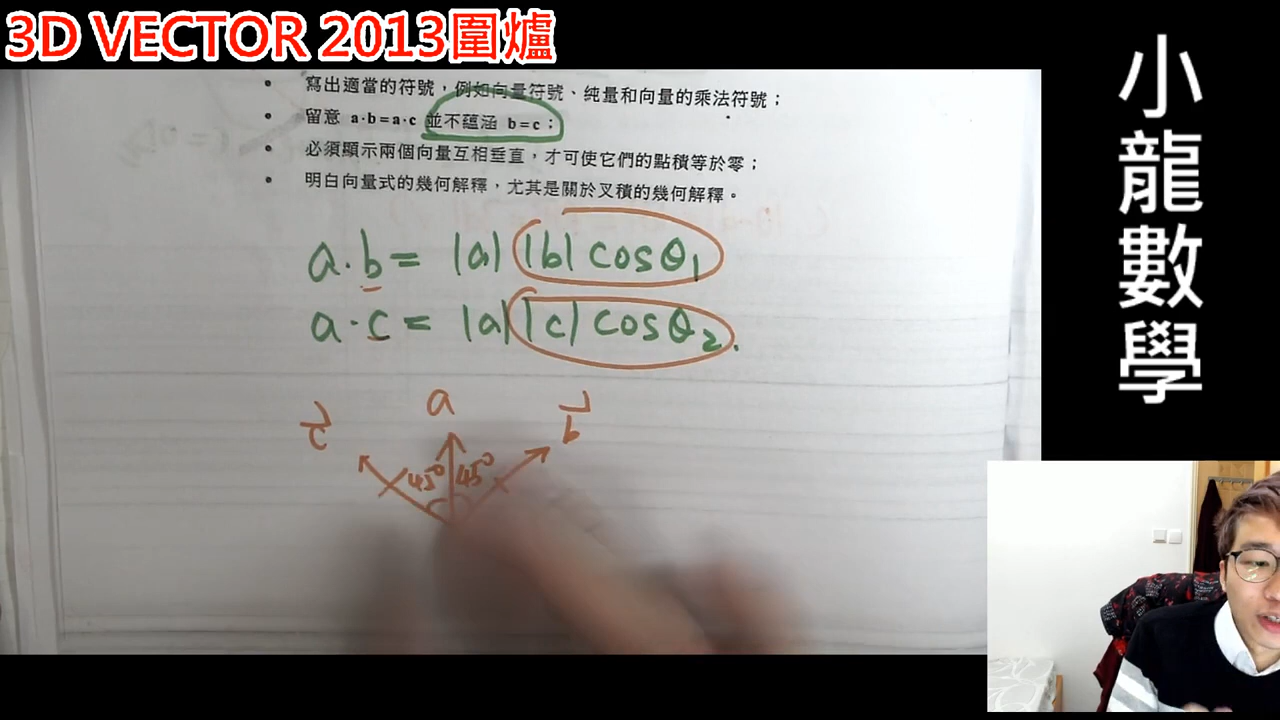 3D VECTOR 2013圍爐
小龍數學
• 寫出適當的符號，例如向量符號、純量和向量的乘法符號；
• 留意 a·b=a·c 並不蘊涵 b=c；
• 必須顯示兩個向量互相垂直，才可使它們的點積等於零；
• 明白向量式的幾何解釋，尤其是關於叉積的幾何解釋。
a·b = |a| |b| cosθ₁
a·c = |a| |c| cosθ₂.
c a b
45° 45°